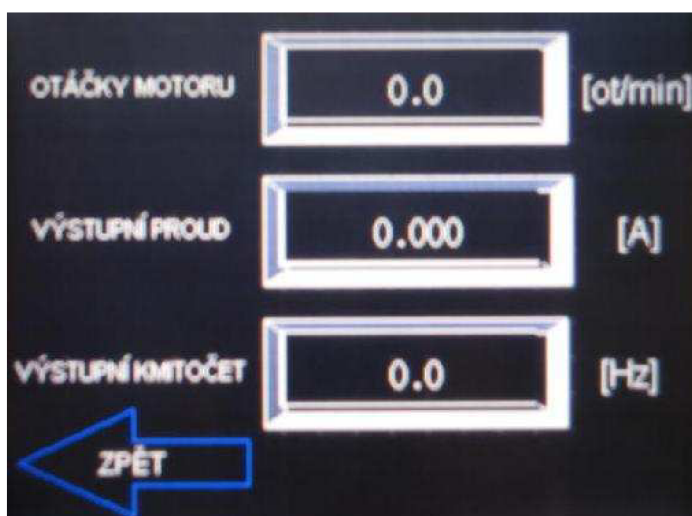 OTÁČKY MOTORU 0.0 [ot/min]
VÝSTUPNÍ PROUD 0.000 [A]
VÝSTUPNÍ KMITOČET 0.0 [Hz]
ZPĚT